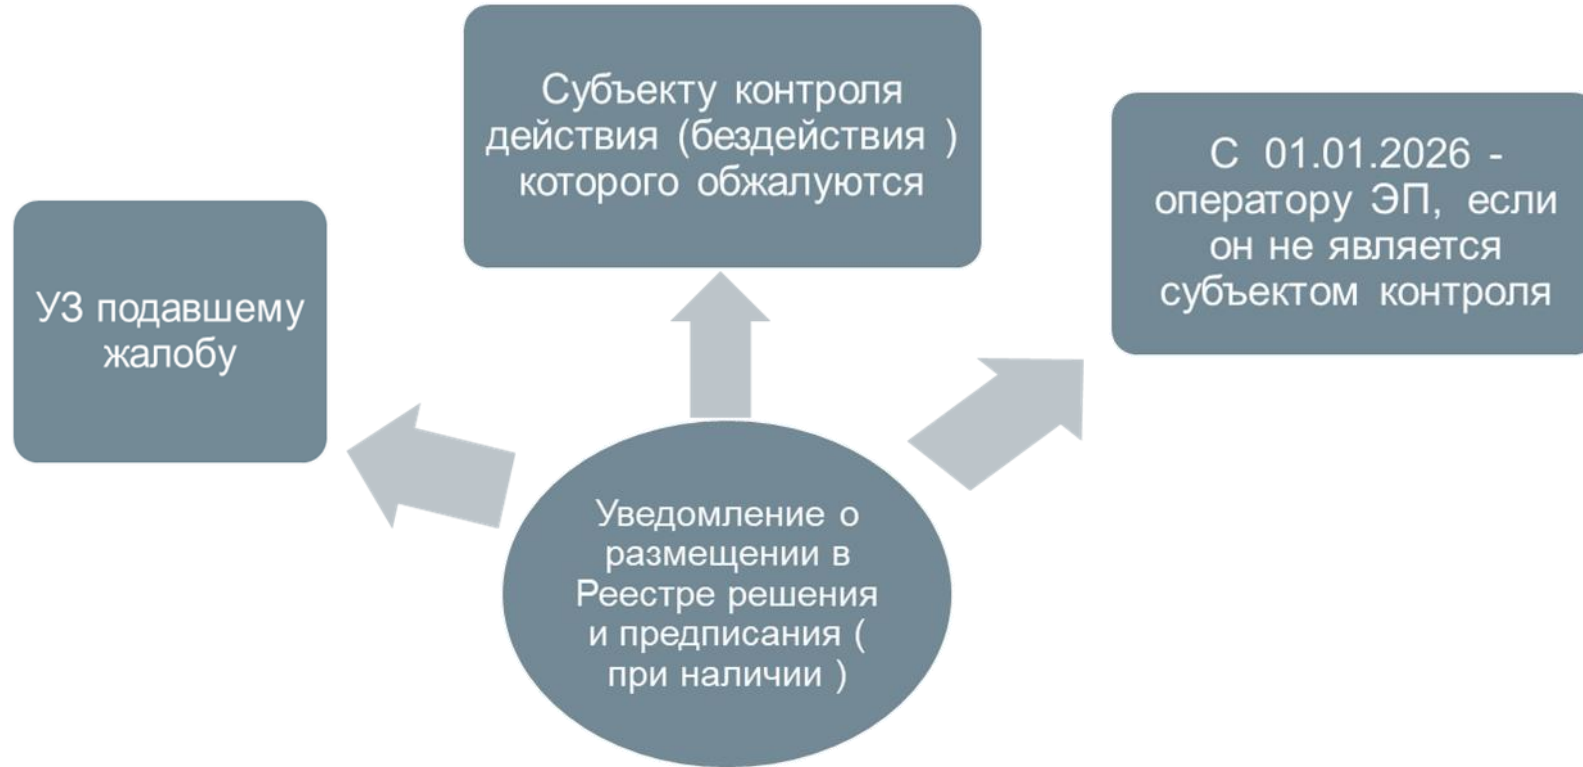 Субъекту контроля
действия (бездействия )
которого обжалуются
С 01.01.2026 -
оператору ЭП, если
он не является
субъектом контроля
УЗ подавшему
жалобу
Уведомление о
размещении в
Реестре решения
и предписания (
при наличии )